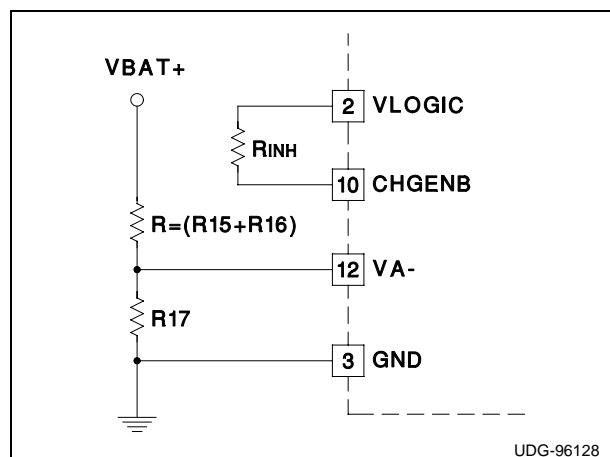 VBAT+
2 VLOGIC
RINH
10 CHGENB
R=(R15+R16)
12 VA-
R17
3 GND
UDG-96128